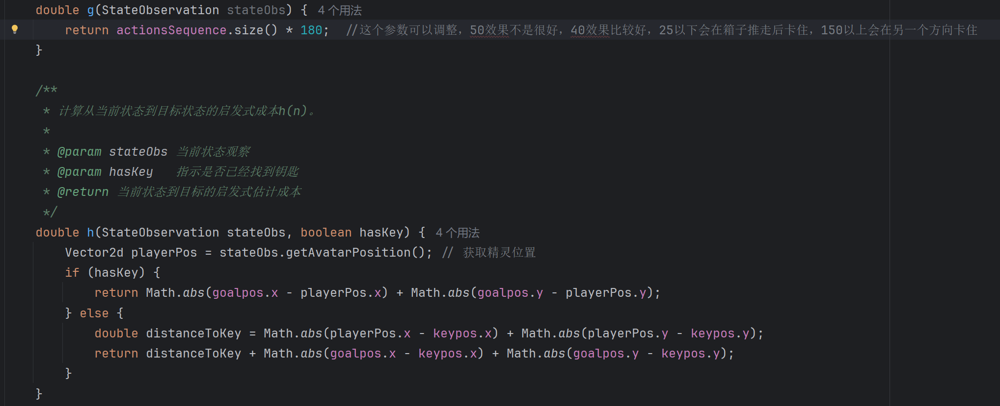 double g(StateObservation stateObs) { 4 个用法
return actionsSequence.size() * 180; //这个参数可以调整，50效果不是很好，40效果比较好，25以下会在箱子推走后卡住，150以上会在另一个方向卡住
}
/**
* 计算从当前状态到目标状态的启发式成本h(n)。
*
* @param stateObs 当前状态观察
* @param hasKey 指示是否已经找到钥匙
* @return 当前状态到目标的启发式估计成本
*/
double h(StateObservation stateObs, boolean hasKey) { 4 个用法
Vector2d playerPos = stateObs.getAvatarPosition(); // 获取精灵位置
if (hasKey) {
return Math.abs(goalpos.x - playerPos.x) + Math.abs(goalpos.y - playerPos.y);
} else {
double distanceToKey = Math.abs(playerPos.x - keypos.x) + Math.abs(playerPos.y - keypos.y);
return distanceToKey + Math.abs(goalpos.x - keypos.x) + Math.abs(goalpos.y - keypos.y);
}
}